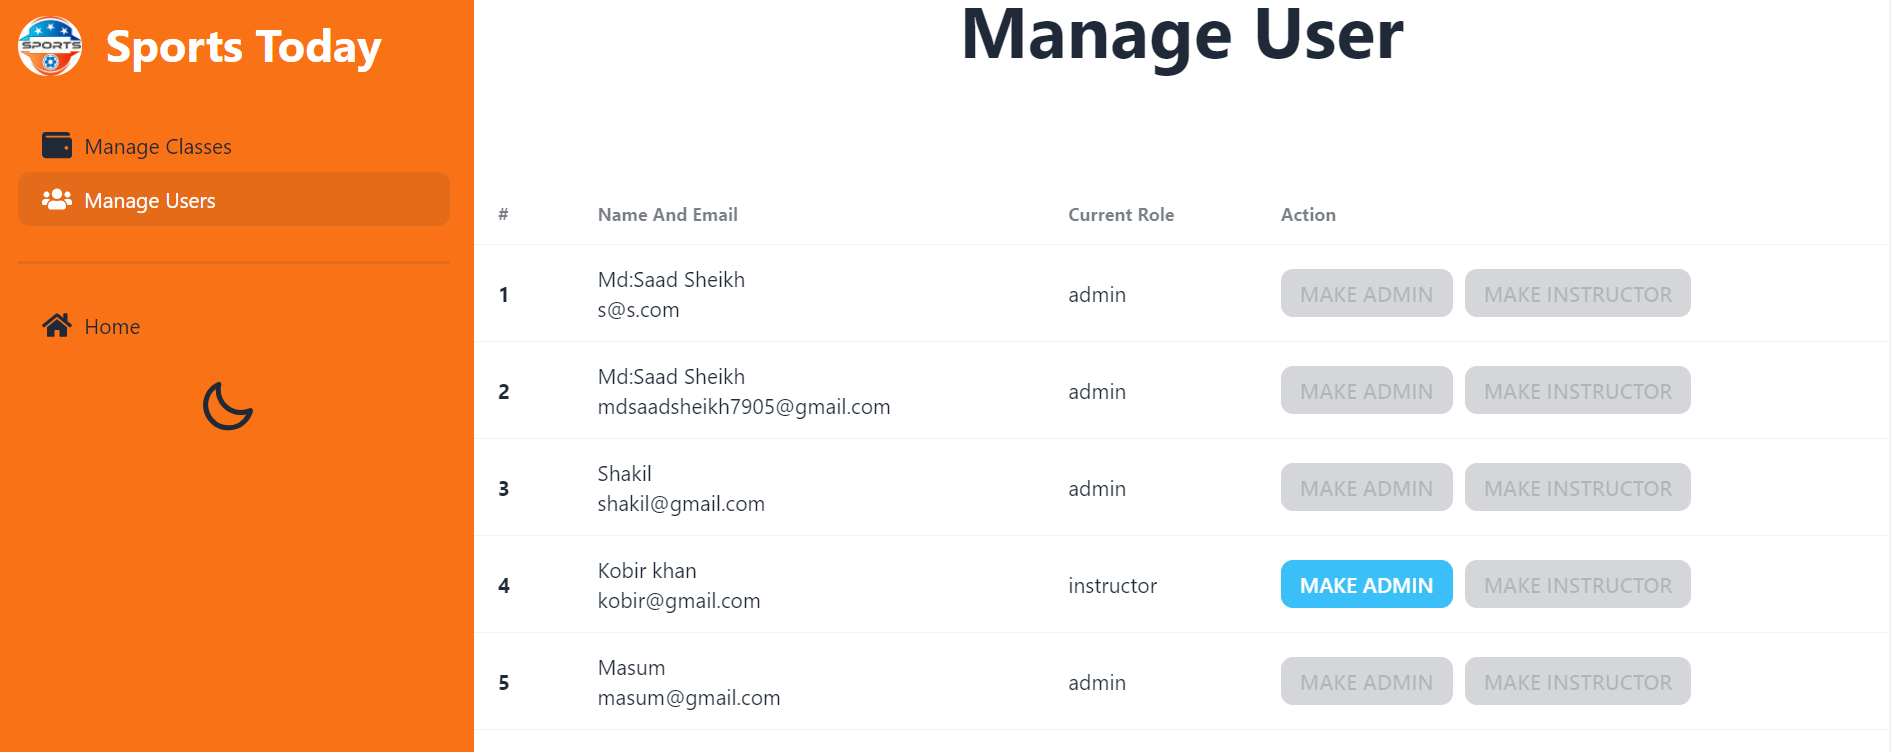 SPORTS
Sports Today
Manage Classes
Manage Users
Home
Manage User
# Name And Email Current Role Action
1 Md:Saad Sheikh
s@s.com admin MAKE ADMIN MAKE INSTRUCTOR
2 Md:Saad Sheikh
mdsaadsheikh7905@gmail.com admin MAKE ADMIN MAKE INSTRUCTOR
3 Shakil
shakil@gmail.com admin MAKE ADMIN MAKE INSTRUCTOR
4 Kobir khan
kobir@gmail.com instructor MAKE ADMIN MAKE INSTRUCTOR
5 Masum
masum@gmail.com admin MAKE ADMIN MAKE INSTRUCTOR